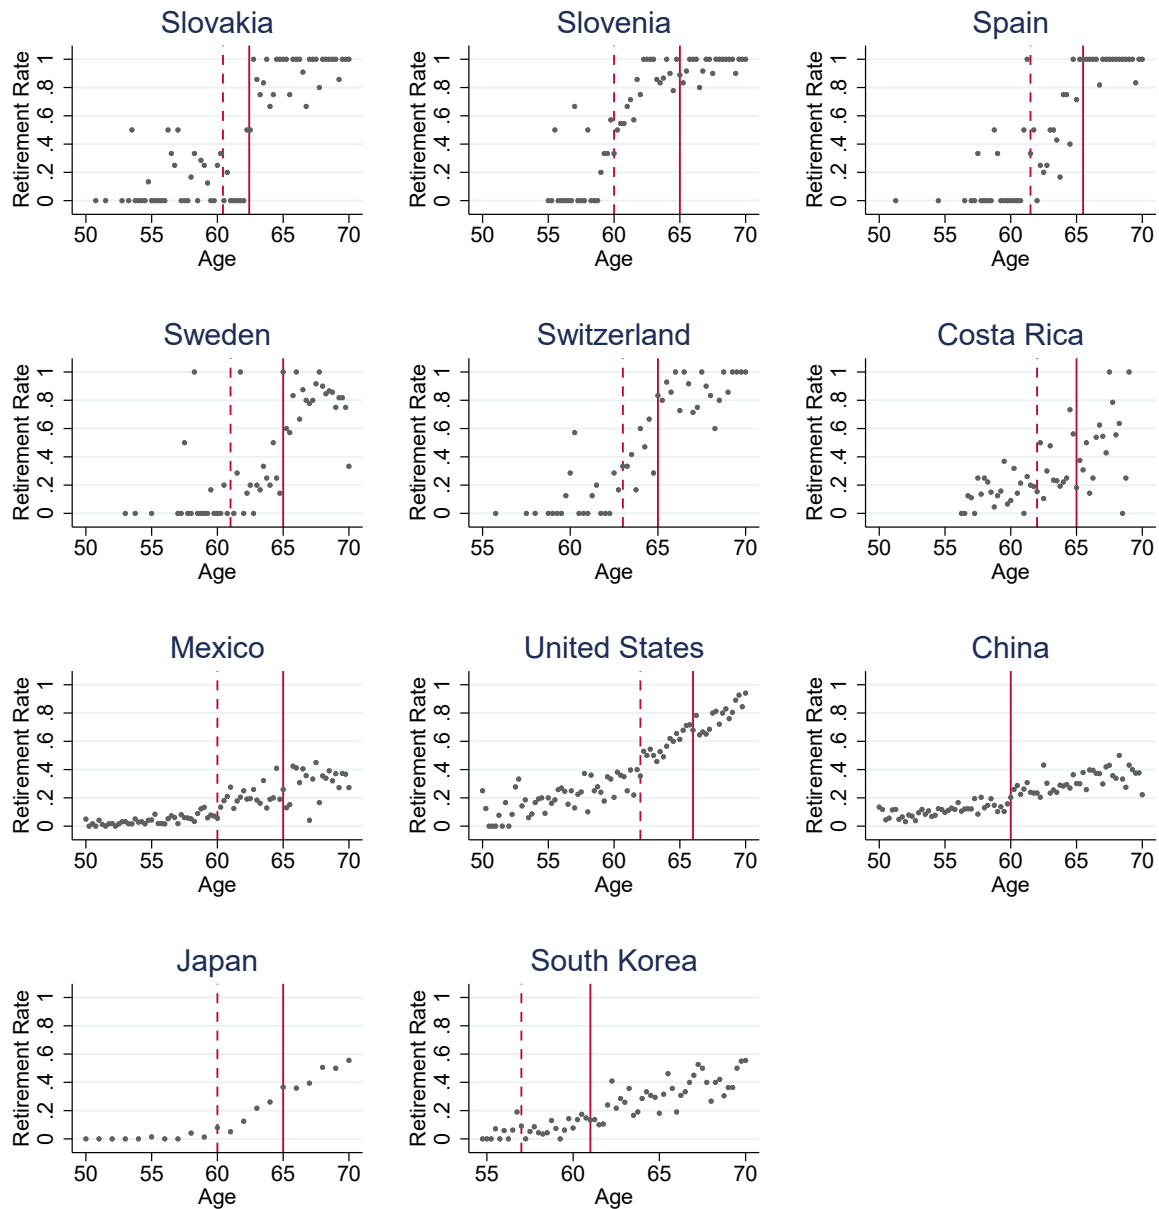 Slovakia
Retirement Rate
0 .2 .4 .6 .8 1
50 55 60 65 70
Age
Slovenia
Retirement Rate
0 .2 .4 .6 .8 1
50 55 60 65 70
Age
Spain
Retirement Rate
0 .2 .4 .6 .8 1
50 55 60 65 70
Age
Sweden
Retirement Rate
0 .2 .4 .6 .8 1
50 55 60 65 70
Age
Switzerland
Retirement Rate
0 .2 .4 .6 .8 1
55 60 65 70
Age
Costa Rica
Retirement Rate
0 .2 .4 .6 .8 1
50 55 60 65 70
Age
Mexico
Retirement Rate
0 .2 .4 .6 .8 1
50 55 60 65 70
Age
United States
Retirement Rate
0 .2 .4 .6 .8 1
50 55 60 65 70
Age
China
Retirement Rate
0 .2 .4 .6 .8 1
50 55 60 65 70
Age
Japan
Retirement Rate
0 .2 .4 .6 .8 1
50 55 60 65 70
Age
South Korea
Retirement Rate
0 .2 .4 .6 .8 1
55 60 65 70
Age